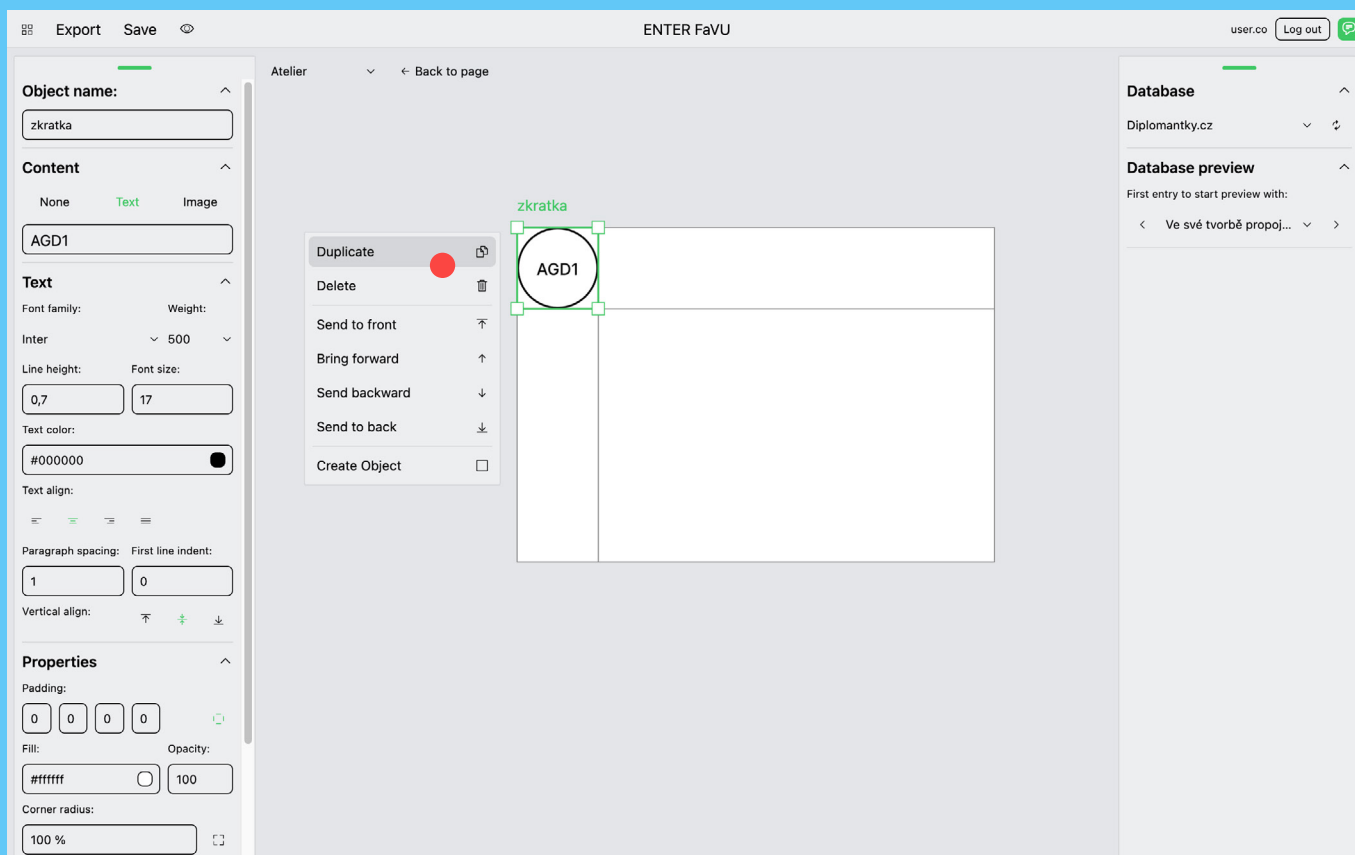 Export Save ENTER FaVU user.co Log out
Atelier ← Back to page
Object name:
zkratka
Content
None Text Image
AGD1
Text
Font family: Weight:
Inter 500
Line height: Font size:
0,7 17
Text color:
#000000
Text align:
Paragraph spacing: First line indent:
1 0
Vertical align:
Properties
Padding:
0 0 0 0
Fill: Opacity:
#ffffff 100
Corner radius:
100 %
Duplicate
Delete
Send to front
Bring forward
Send backward
Send to back
Create Object
zkratka
AGD1
Database
Diplomantky.cz
Database preview
First entry to start preview with:
Ve své tvorbě propoj...